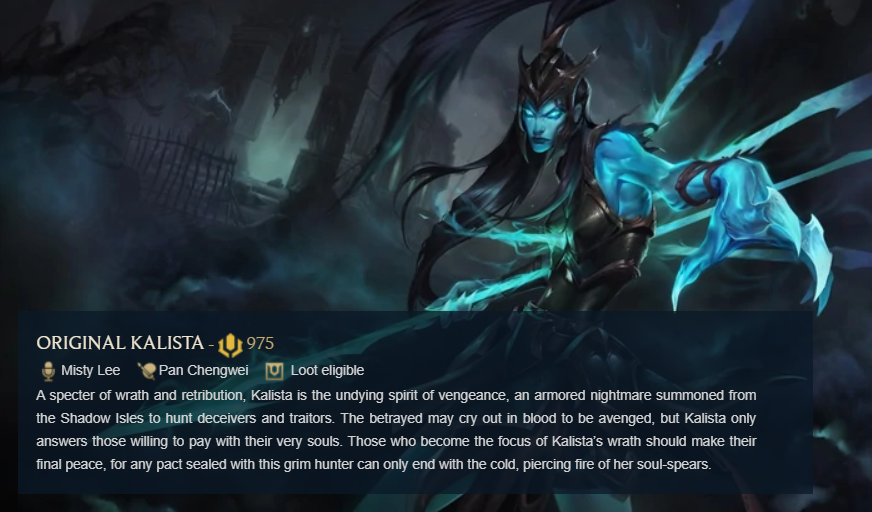 ORIGINAL KALISTA - 975
Misty Lee Pan Chengwei Loot eligible
A specter of wrath and retribution, Kalista is the undying spirit of vengeance, an armored nightmare summoned from
the Shadow Isles to hunt deceivers and traitors. The betrayed may cry out in blood to be avenged, but Kalista only
answers those willing to pay with their very souls. Those who become the focus of Kalista's wrath should make their
final peace, for any pact sealed with this grim hunter can only end with the cold, piercing fire of her soul-spears.